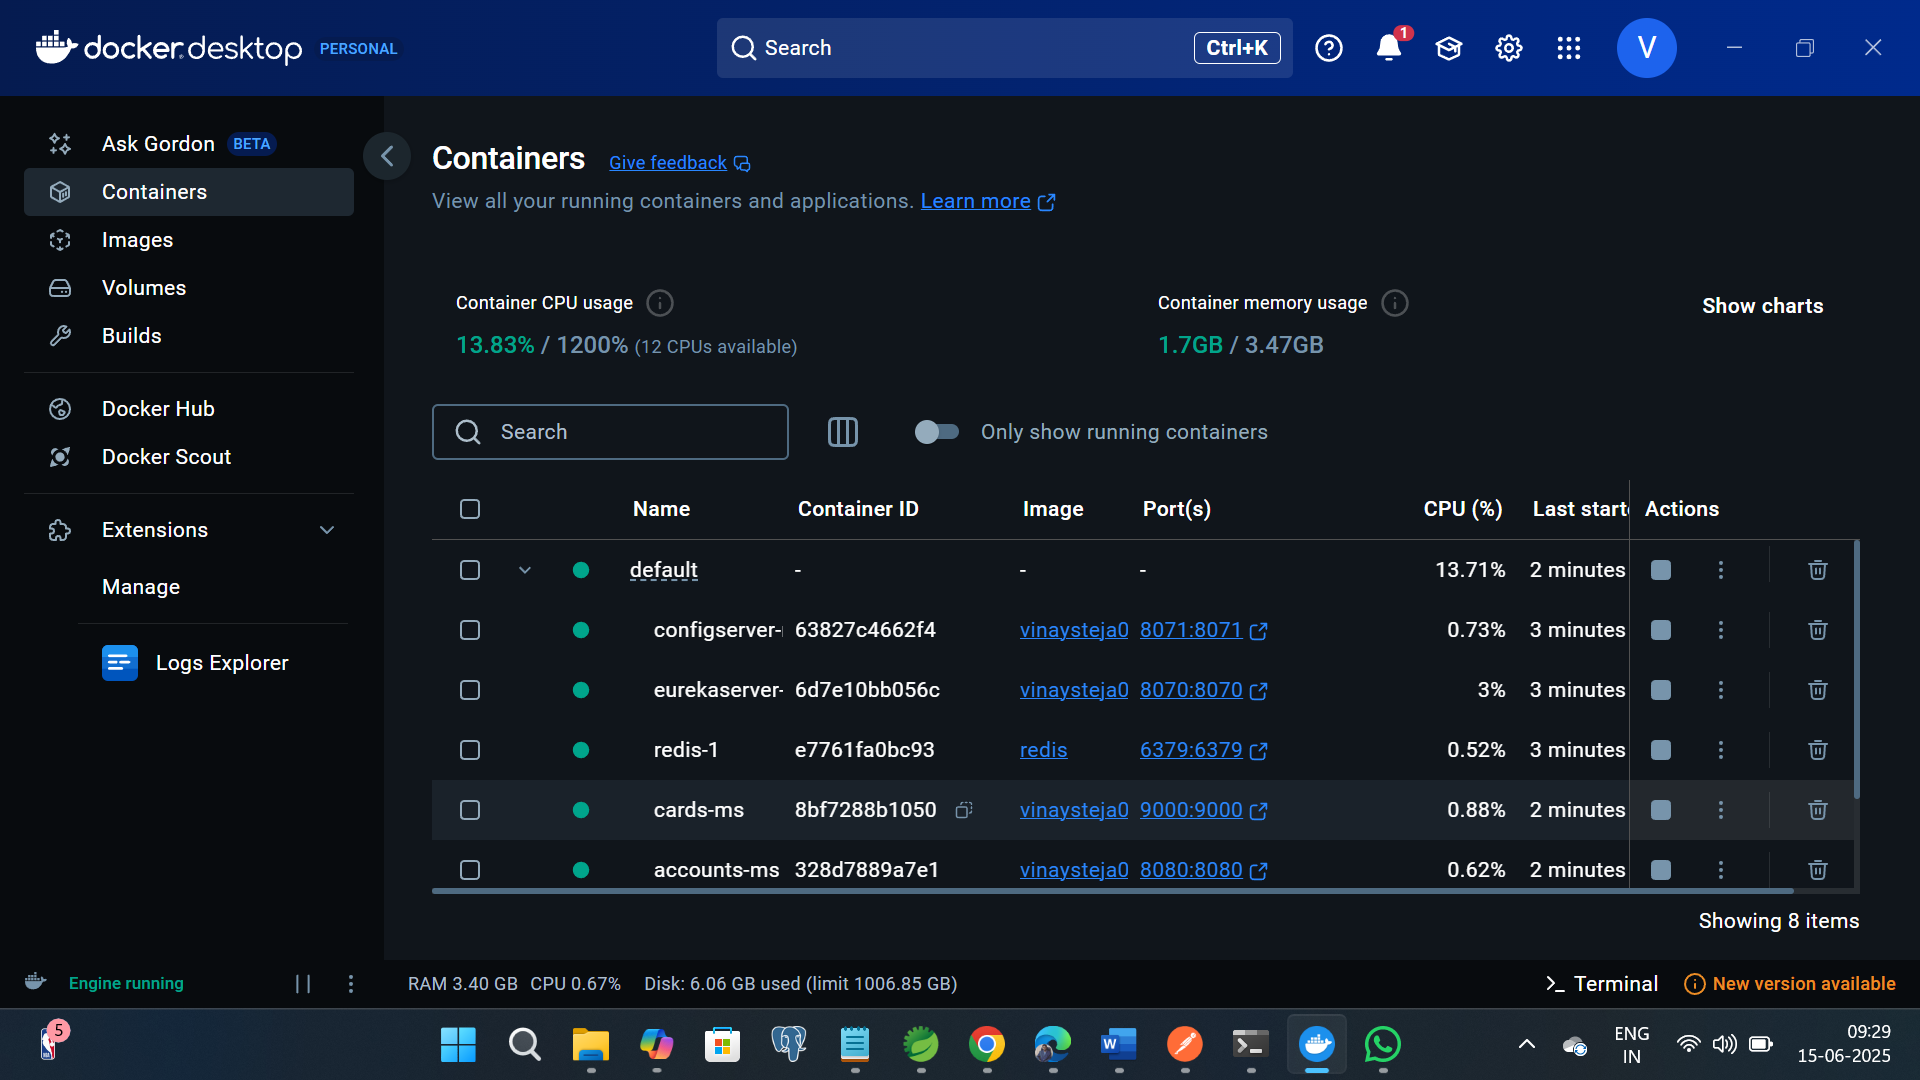 docker desktop PERSONAL
Search Ctrl+K
1
V
Ask Gordon BETA
Containers
Images
Volumes
Builds
Docker Hub
Docker Scout
Extensions
Manage
Logs Explorer
Containers Give feedback
View all your running containers and applications. Learn more
Container CPU usage
13.83% / 1200% (12 CPUs available)
Container memory usage
1.7GB / 3.47GB
Show charts
Search
Only show running containers
Name Container ID Image Port(s) CPU (%) Last starte Actions
default - - - 13.71% 2 minutes
configserver- 63827c4662f4 vinaysteja0 8071:8071 0.73% 3 minutes
eurekaserver- 6d7e10bb056c vinaysteja0 8070:8070 3% 3 minutes
redis-1 e7761fa0bc93 redis 6379:6379 0.52% 3 minutes
cards-ms 8bf7288b1050 vinaysteja0 9000:9000 0.88% 2 minutes
accounts-ms 328d7889a7e1 vinaysteja0 8080:8080 0.62% 2 minutes
Showing 8 items
Engine running
RAM 3.40 GB CPU 0.67% Disk: 6.06 GB used (limit 1006.85 GB)
Terminal
New version available
5
W
ENG
IN
09:29
15-06-2025